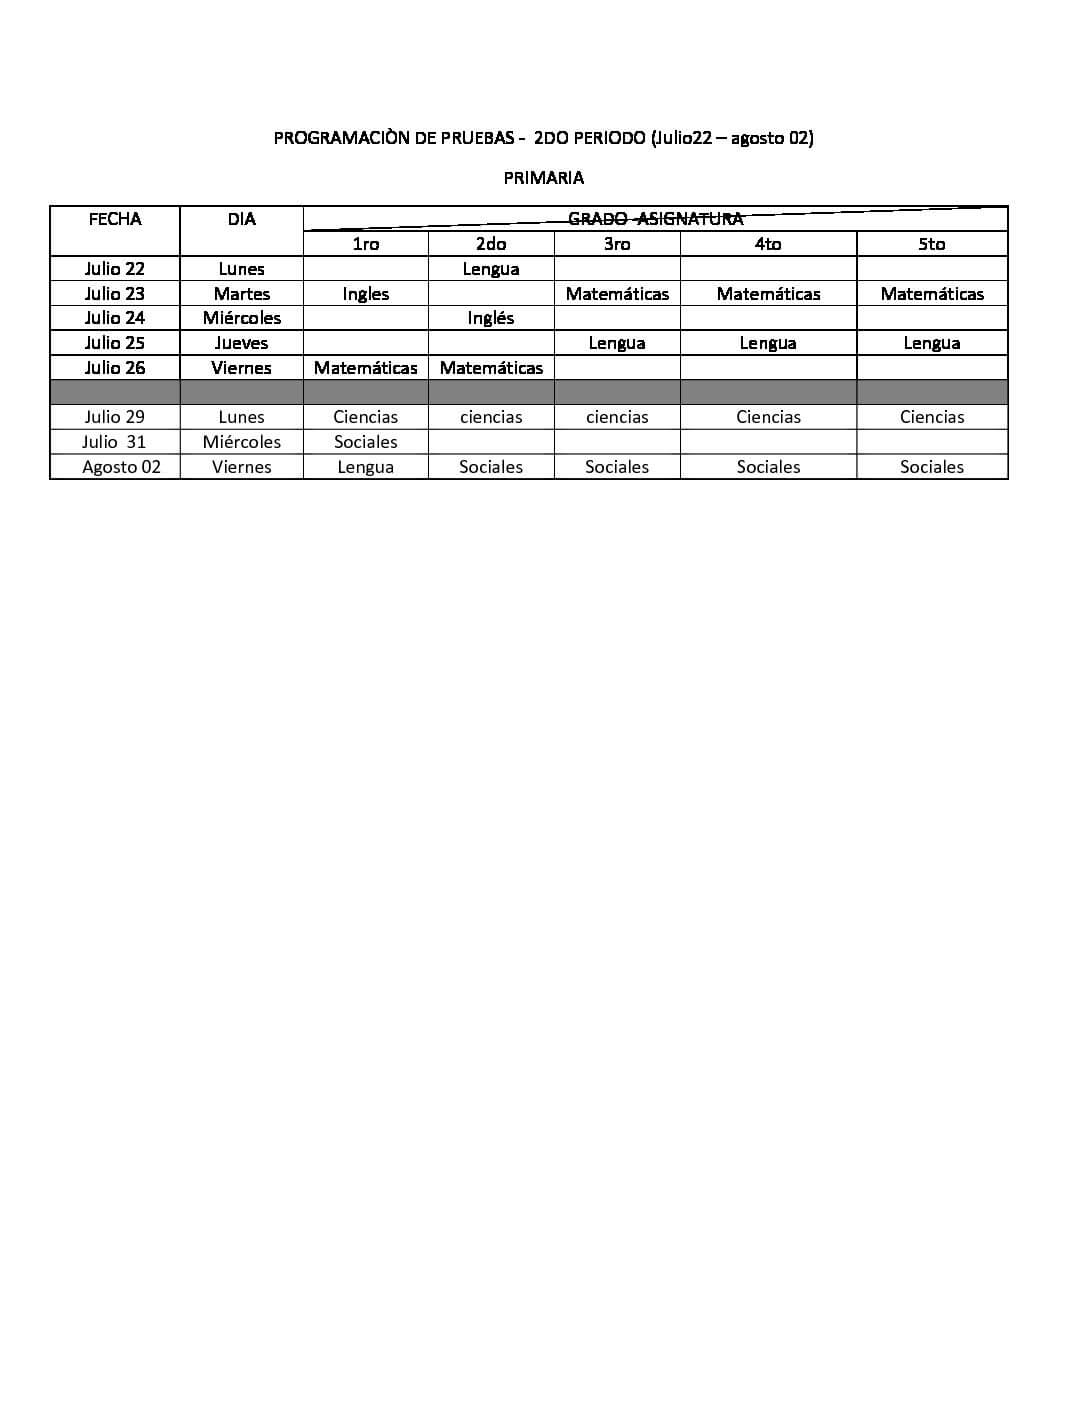 PROGRAMACIÒN DE PRUEBAS -  2DO PERIODO (Julio22 – agosto 02)
PRIMARIA
FECHA DIA GRADO  ASIGNATURA
1ro 2do 3ro 4to 5to
Julio 22 Lunes Lengua
Julio 23 Martes Ingles Matemáticas Matemáticas Matemáticas
Julio 24 Miércoles Inglés
Julio 25 Jueves Lengua Lengua Lengua
Julio 26 Viernes Matemáticas Matemáticas
Julio 29 Lunes Ciencias ciencias ciencias Ciencias Ciencias
Julio  31 Miércoles Sociales
Agosto 02 Viernes Lengua Sociales Sociales Sociales Sociales